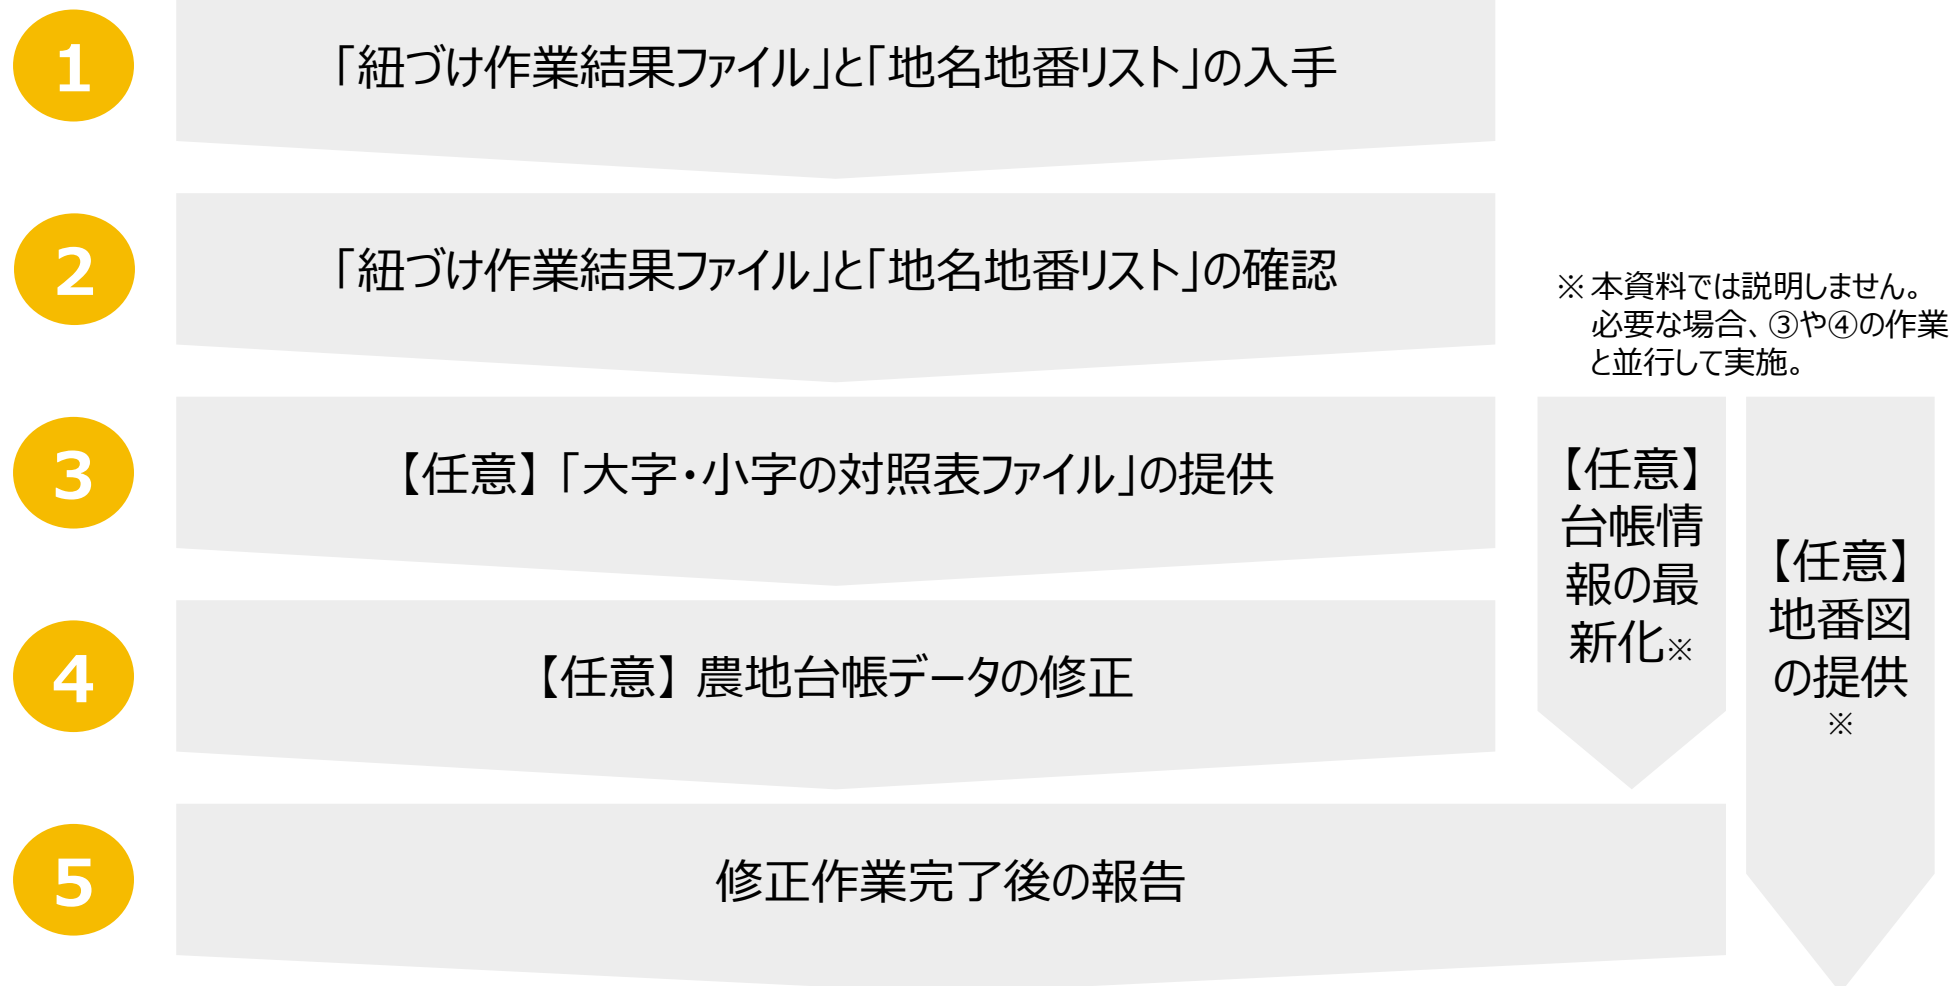 1
「紐づけ作業結果ファイル」と「地名地番リスト」の入手
2
「紐づけ作業結果ファイル」と「地名地番リスト」の確認
※ 本資料では説明しません。
必要な場合、③や④の作業
と並行して実施。
3
【任意】「大字・小字の対照表ファイル」の提供
4
【任意】農地台帳データの修正
【任意】
台帳情
報の最
新化※
【任意】
地番図
の提供
※
5
修正作業完了後の報告